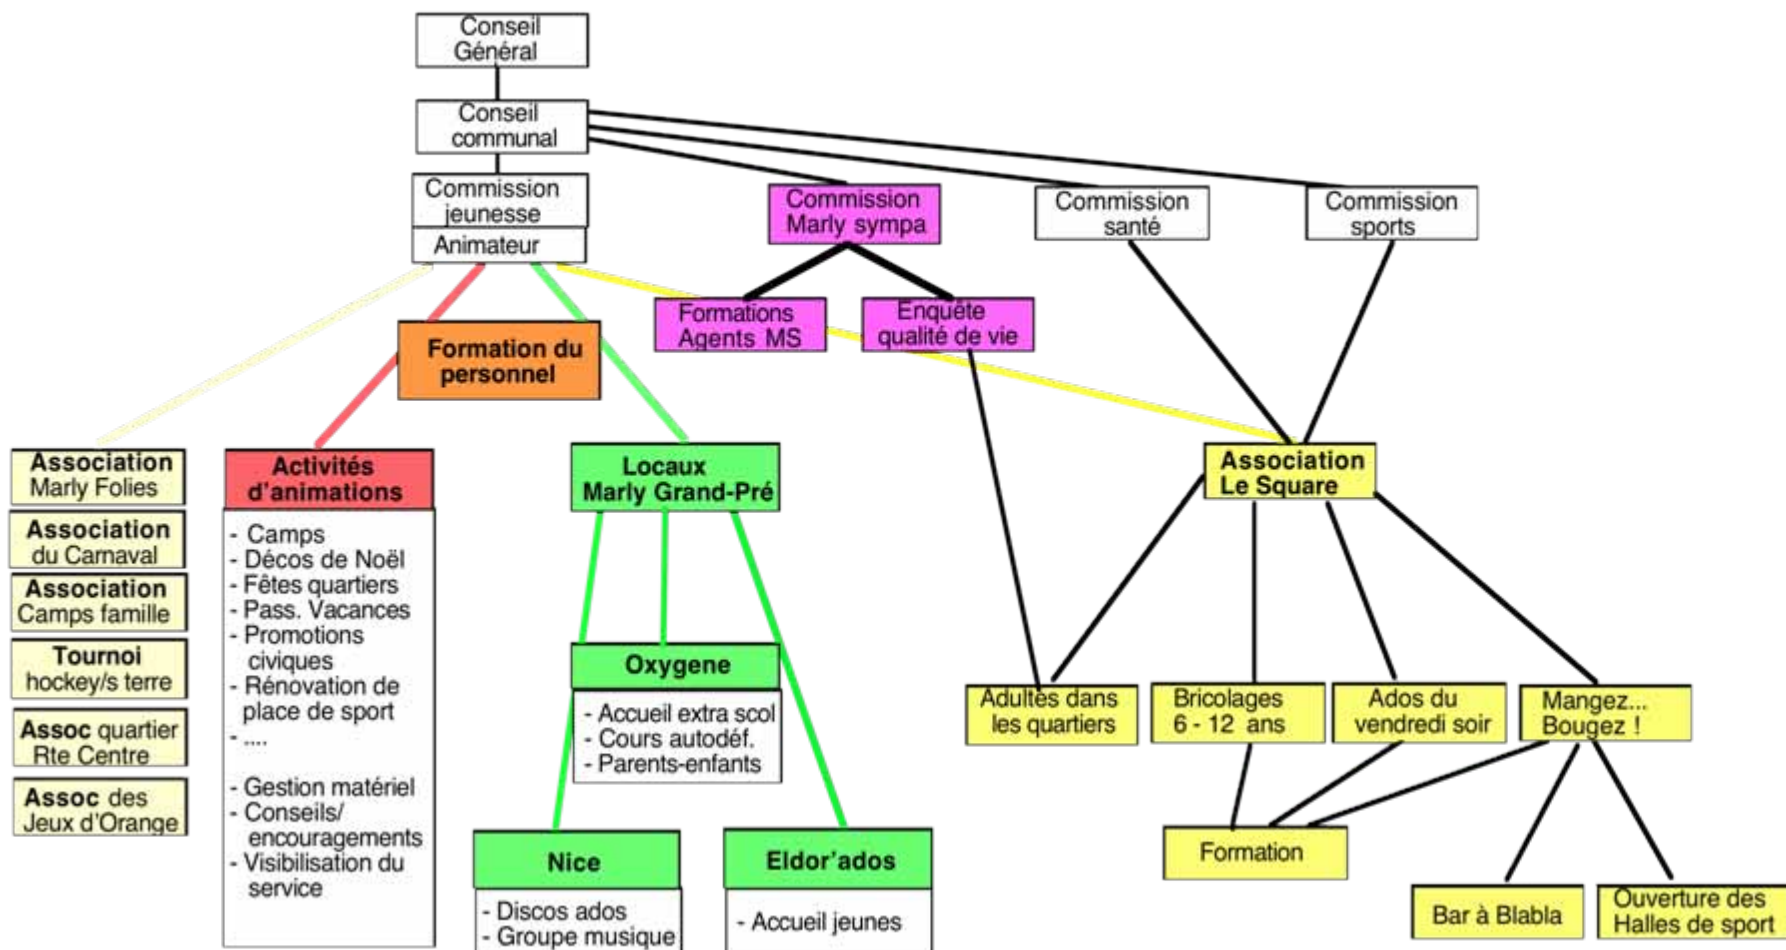 Conseil
Général
Conseil
communal
Commission
jeunesse
Animateur
Commission
Marly sympa
Commission
santé
Commission
sports
Formations
Agents MS
Enquête
qualité de vie
Formation du
personnel
Association
Marly Folies
Association
du Carnaval
Association
Camps famille
Tournoi
hockey/s terre
Assoc quartier
Rte Centre
Assoc des
Jeux d'Orange
Activités
d'animations
- Camps
- Décos de Noël
- Fêtes quartiers
- Pass. Vacances
- Promotions
civiques
- Rénovation de
place de sport
- ....
- Gestion matériel
- Conseils/
encouragements
- Visibilisation du
service
Locaux
Marly Grand-Pré
Oxygene
- Accueil extra scol
- Cours autodéf.
- Parents-enfants
Nice
- Discos ados
- Groupe musique
Eldor'ados
- Accueil jeunes
Association
Le Square
Adultes dans
les quartiers
Bricolages
6 - 12 ans
Ados du
vendredi soir
Mangez...
Bougez !
Formation
Bar à Blabla
Ouverture des
Halles de sport